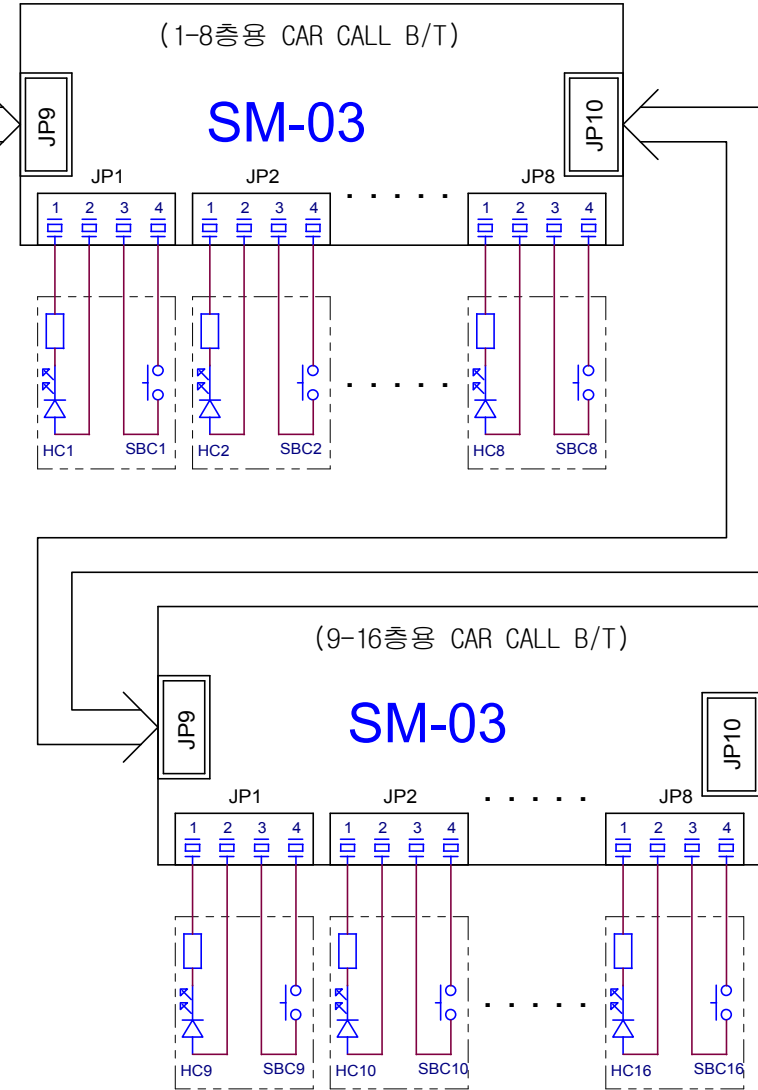 (1-8층용 CAR CALL B/T)
JP9
SM-03
JP10
JP1 JP2 JP8
1 2 3 4 1 2 3 4 1 2 3 4
HC1 SBC1 HC2 SBC2 HC8 SBC8
(9-16층용 CAR CALL B/T)
JP9
SM-03
JP10
JP1 JP2 JP8
1 2 3 4 1 2 3 4 1 2 3 4
HC9 SBC9 HC10 SBC10 HC16 SBC16